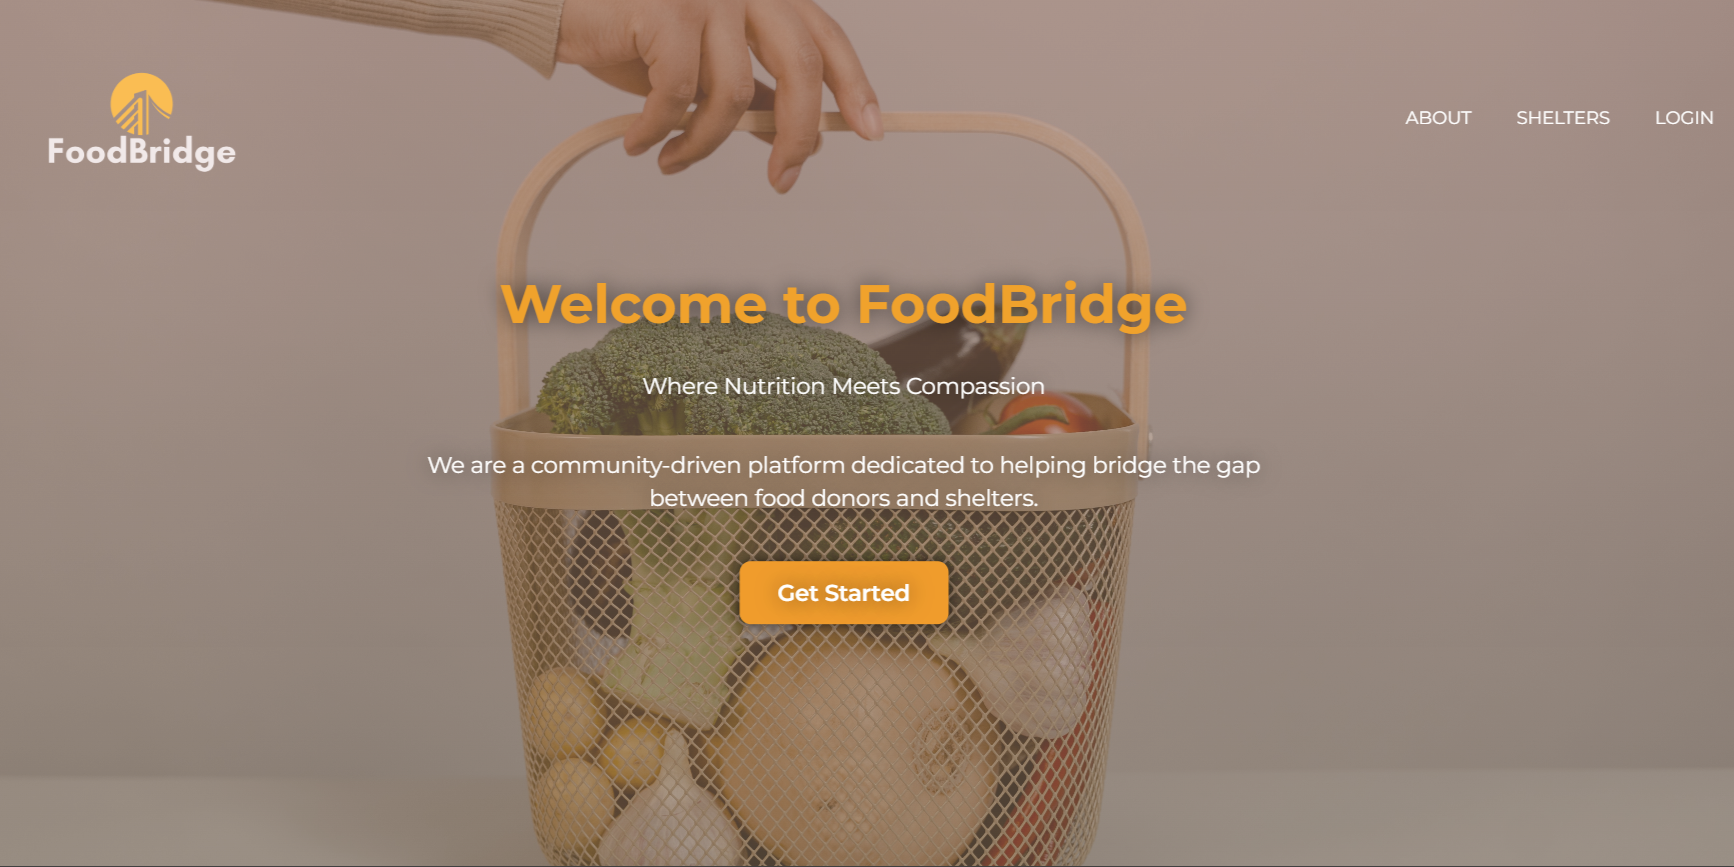 FoodBridge
ABOUT
SHELTERS
LOGIN
Welcome to FoodBridge
Where Nutrition Meets Compassion
We are a community-driven platform dedicated to helping bridge the gap
between food donors and shelters.
Get Started